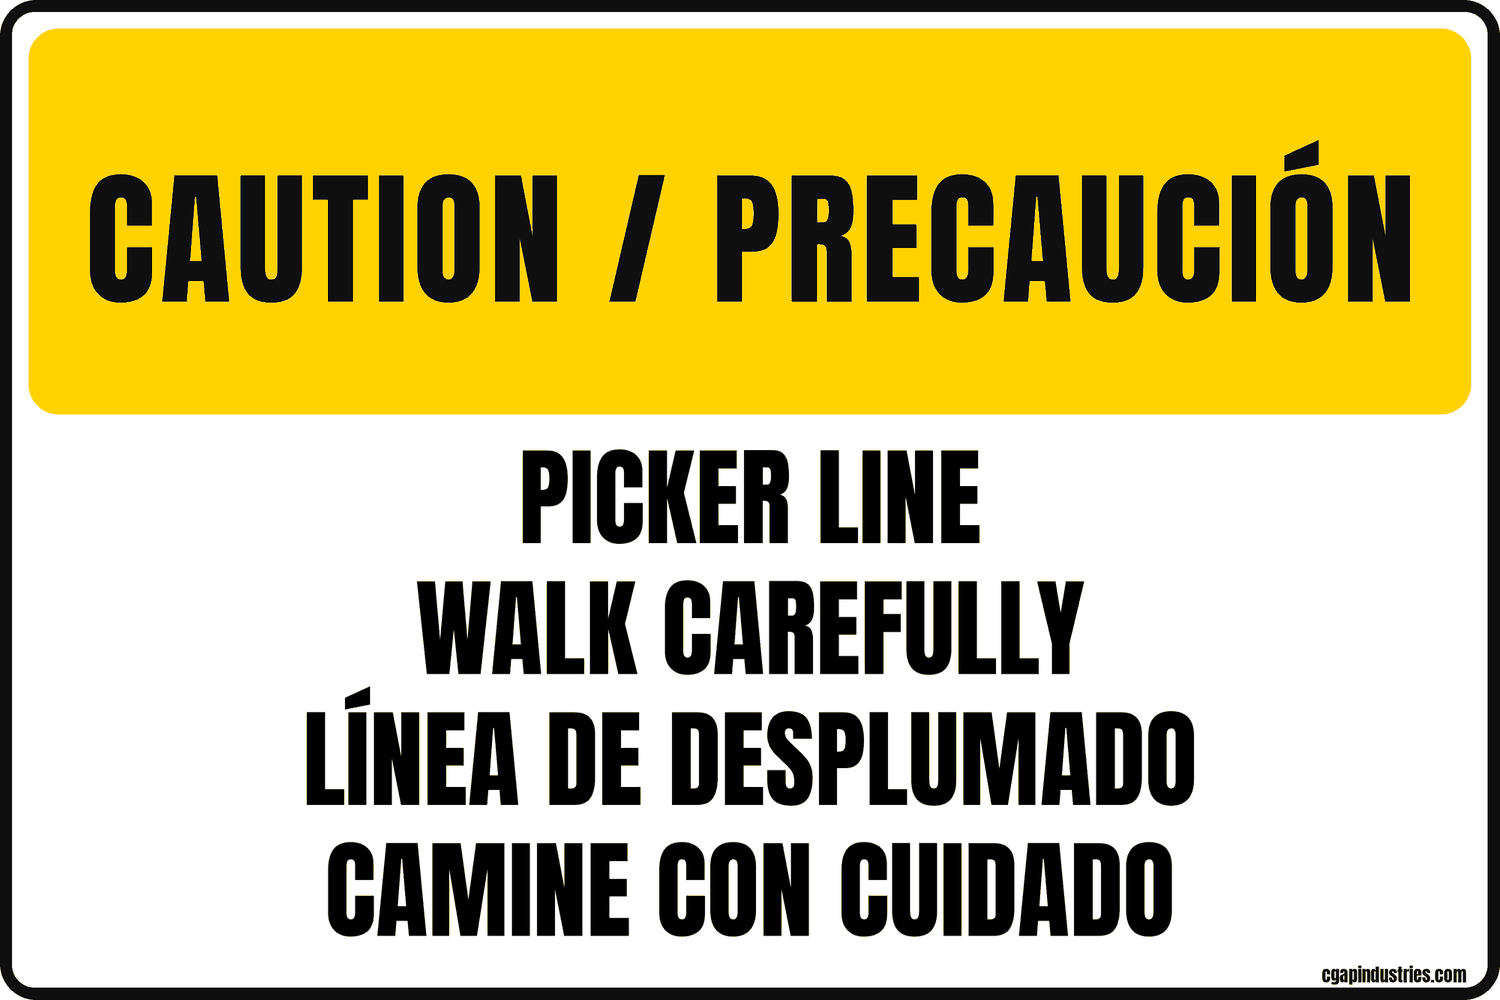 CAUTION / PRECAUCIÓN
PICKER LINE
WALK CAREFULLY
LÍNEA DE DESPLUMADO
CAMINE CON CUIDADO
cgapindustries.com